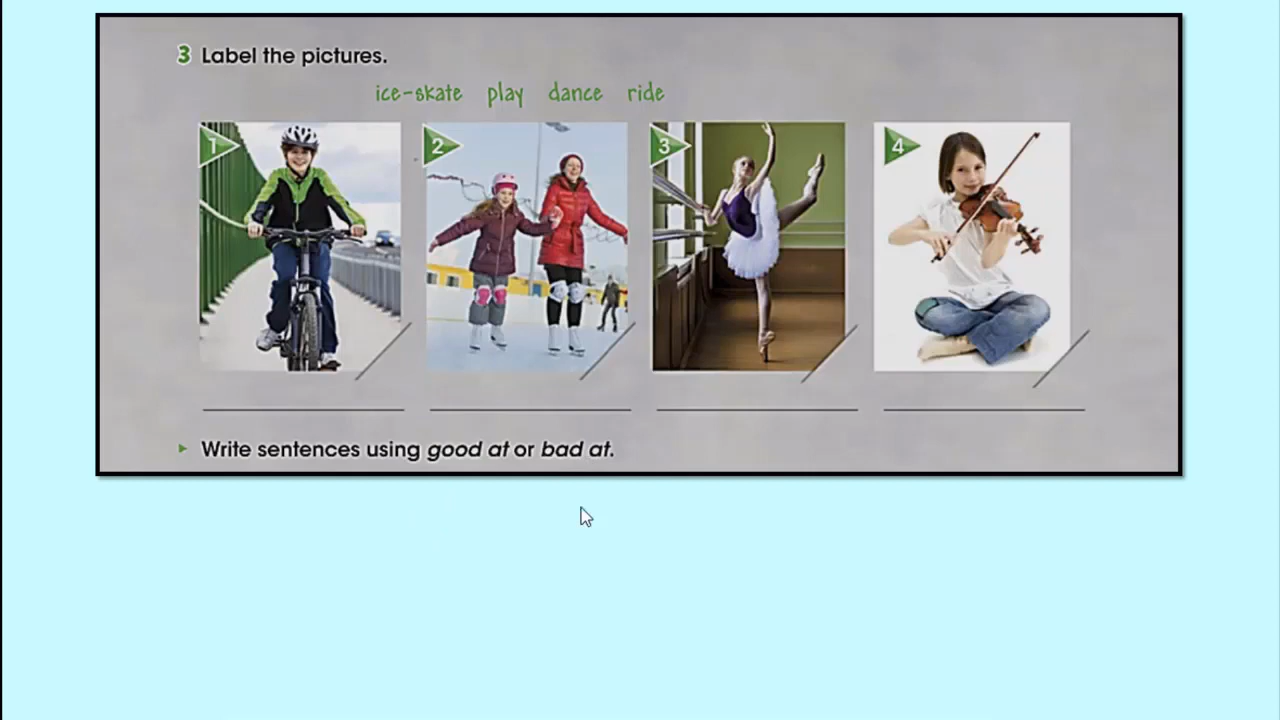 3 Label the pictures.
ice-skate play dance ride
1 2 3 4
Write sentences using good at or bad at.